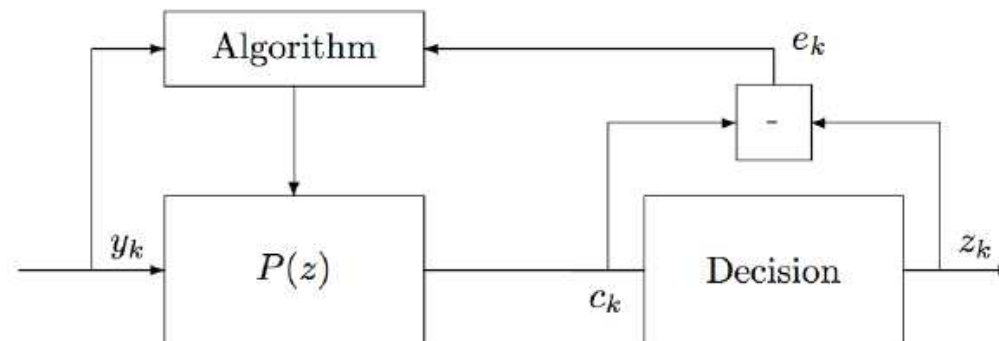 Algorithm
e_k
-
y_k
P(z)
c_k
Decision
z_k